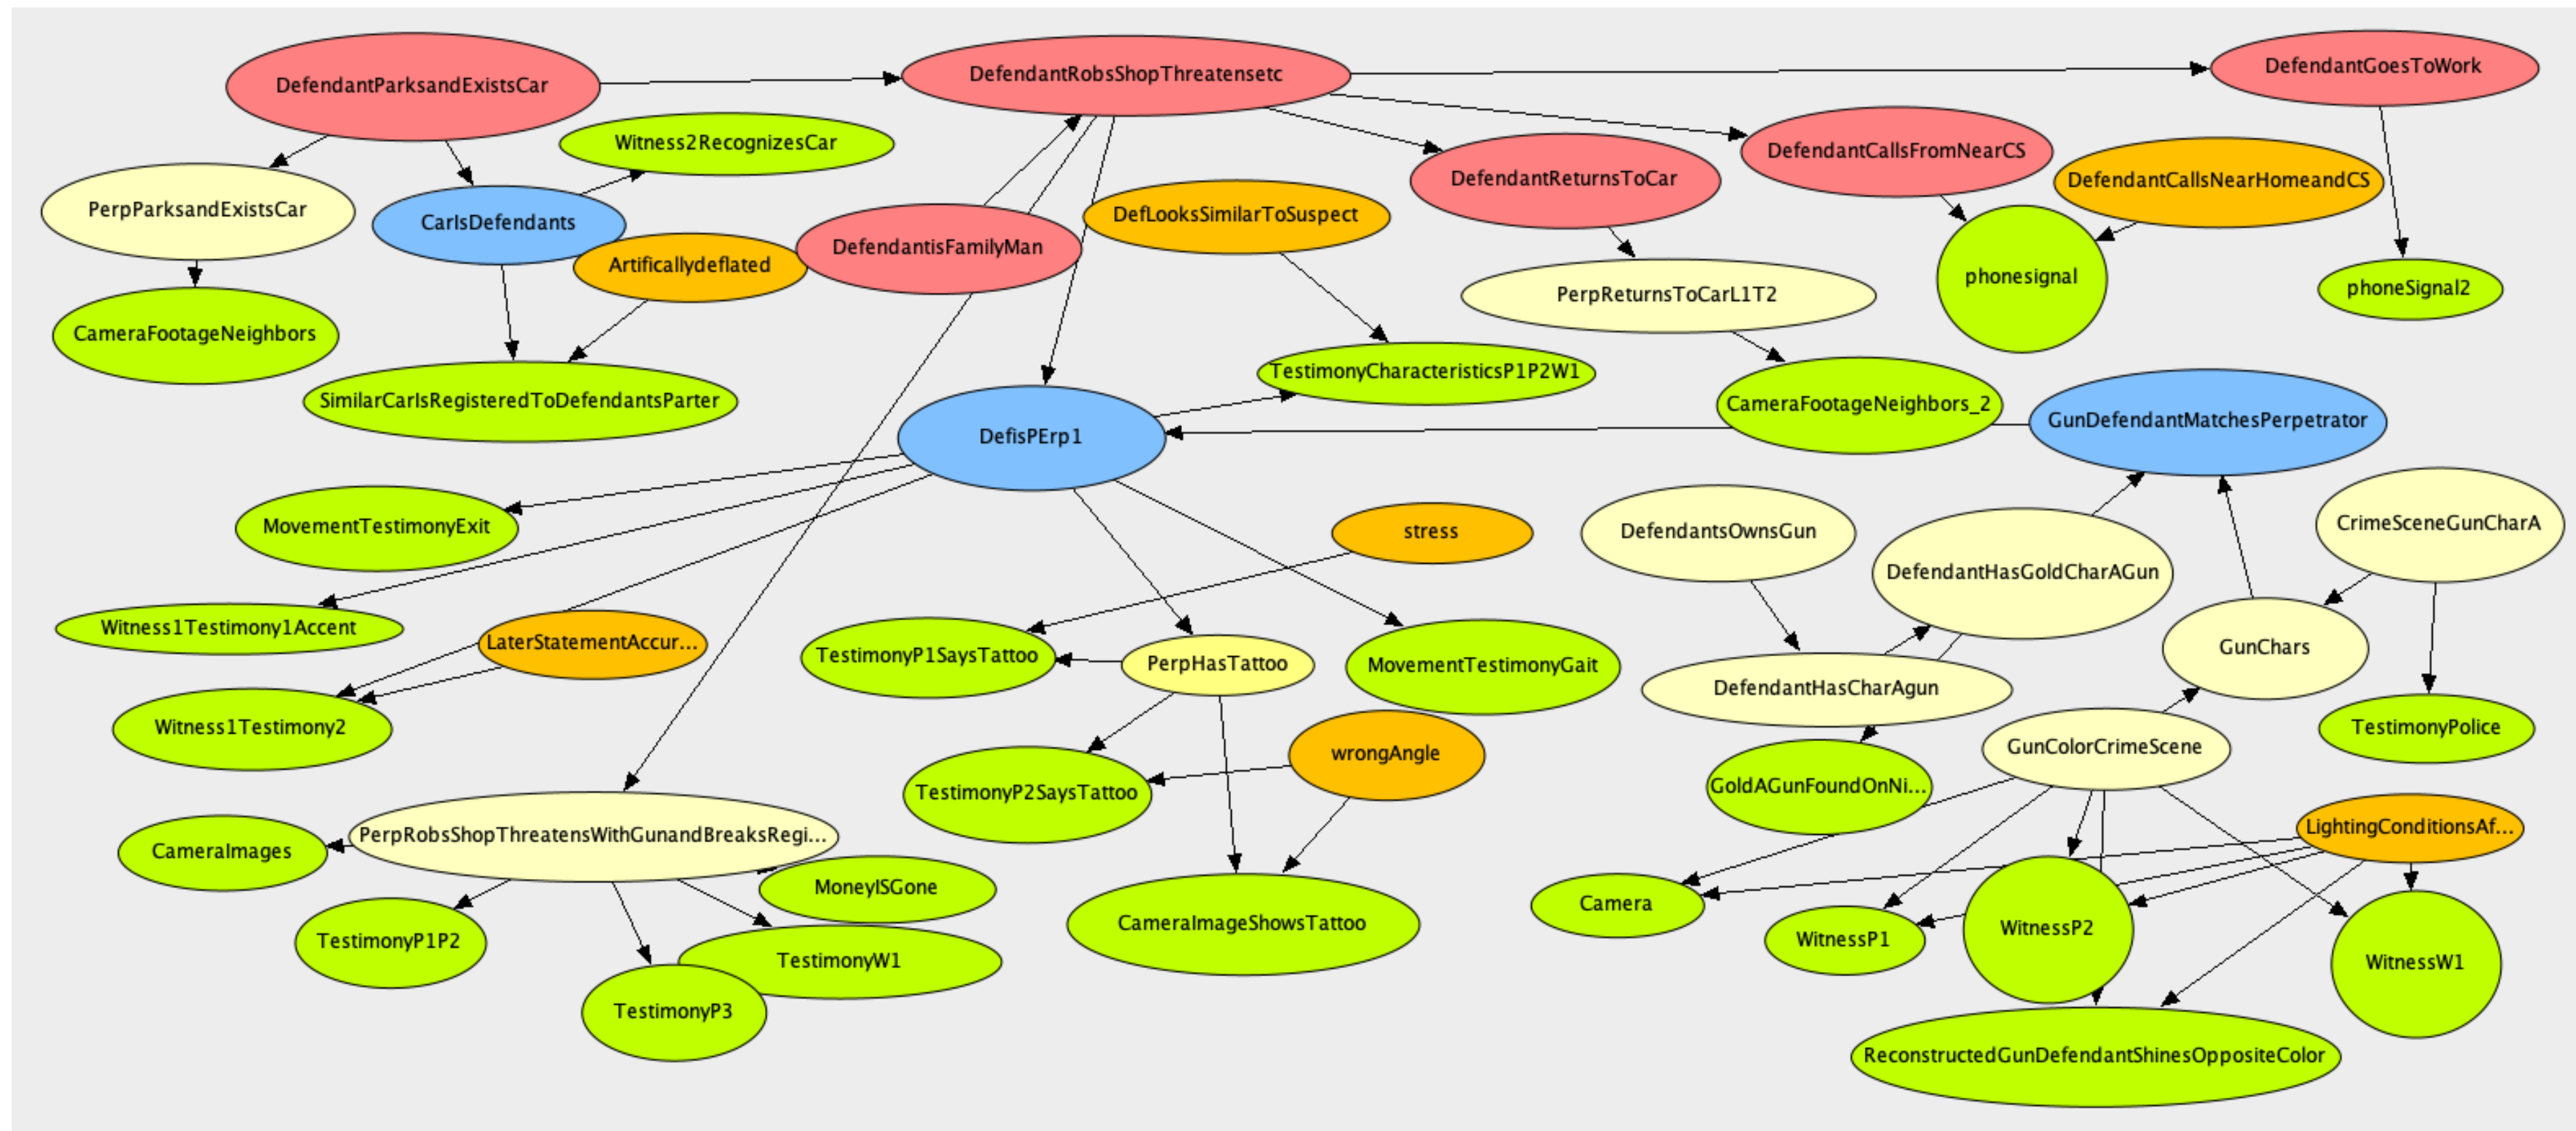 DefendantParksandExistsCar
DefendantRobsShopThreatensetc
DefendantGoesToWork
Witness2RecognizesCar
DefendantCallsFromNearCS
DefendantReturnsToCar
DefendantCallsNearHomeandCS
PerpParksandExistsCar
CarIsDefendants
DefLooksSimilarToSuspect
DefendantisFamilyMan
Artificallydeflated
phonesignal
phoneSignal2
PerpReturnsToCarL1T2
CameraFootageNeighbors
TestimonyCharacteristicsP1P2W1
SimilarCarIsRegisteredToDefendantsParter
CameraFootageNeighbors_2
GunDefendantMatchesPerpetrator
DefisPErp1
MovementTestimonyExit
stress
DefendantsOwnsGun
CrimeSceneGunCharA
DefendantHasGoldCharAGun
Witness1Testimony1Accent
LaterStatementAccur...
TestimonyP1SaysTattoo
PerpHasTattoo
MovementTestimonyGait
GunChars
DefendantHasCharAgun
Witness1Testimony2
TestimonyPolice
wrongAngle
GunColorCrimeScene
TestimonyP2SaysTattoo
GoldAGunFoundOnNi...
LightingConditionsAf...
PerpRobsShopThreatensWithGunandBreaksRegi...
CameraImages
MoneyISGone
Camera
CameraImageShowsTattoo
WitnessP2
WitnessP1
TestimonyP1P2
TestimonyW1
WitnessW1
TestimonyP3
ReconstructedGunDefendantShinesOppositeColor